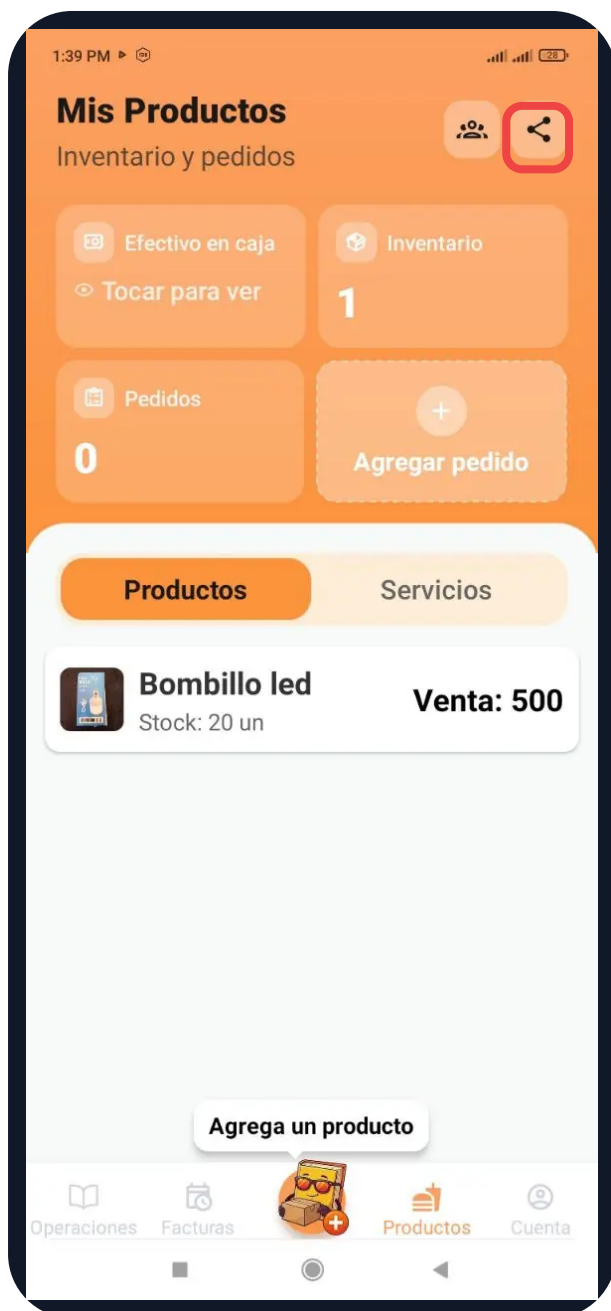 1:39 PM
28
Mis Productos
Inventario y pedidos
Efectivo en caja
Tocar para ver
Inventario
1
Pedidos
0
Agregar pedido
Productos
Servicios
Bombillo led
Stock: 20 un
Venta: 500
Agrega un producto
Operaciones
Facturas
Productos
Cuenta